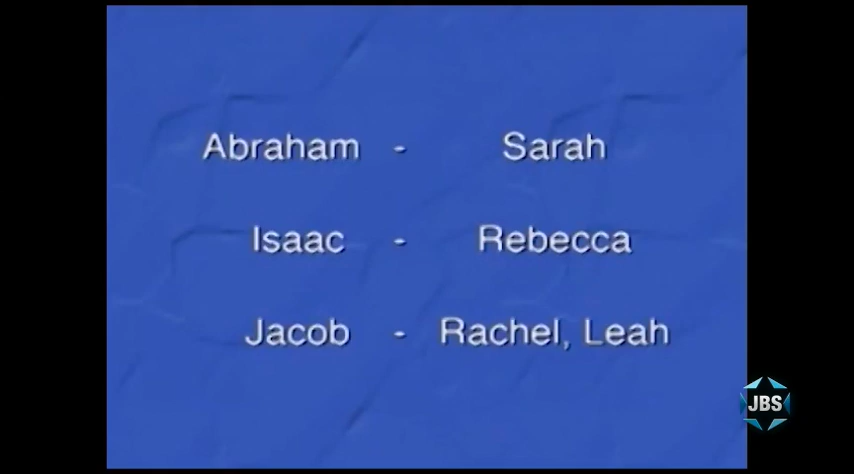 Abraham - Sarah
Isaac - Rebecca
Jacob - Rachel, Leah
JBS